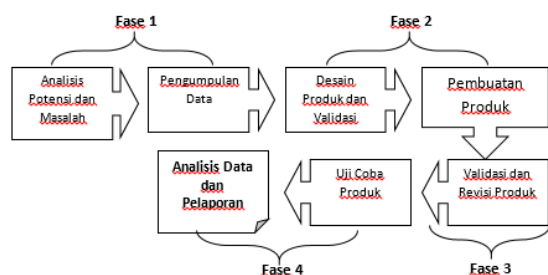 Fase 1
Fase 2
Analisis
Potensi dan
Masalah
Pengumpulan
Data
Desain
Produk dan
Validasi
Pembuatan
Produk
Analisis Data
dan
Pelaporan
Uji Coba
Produk
Validasi dan
Revisi Produk
Fase 4
Fase 3